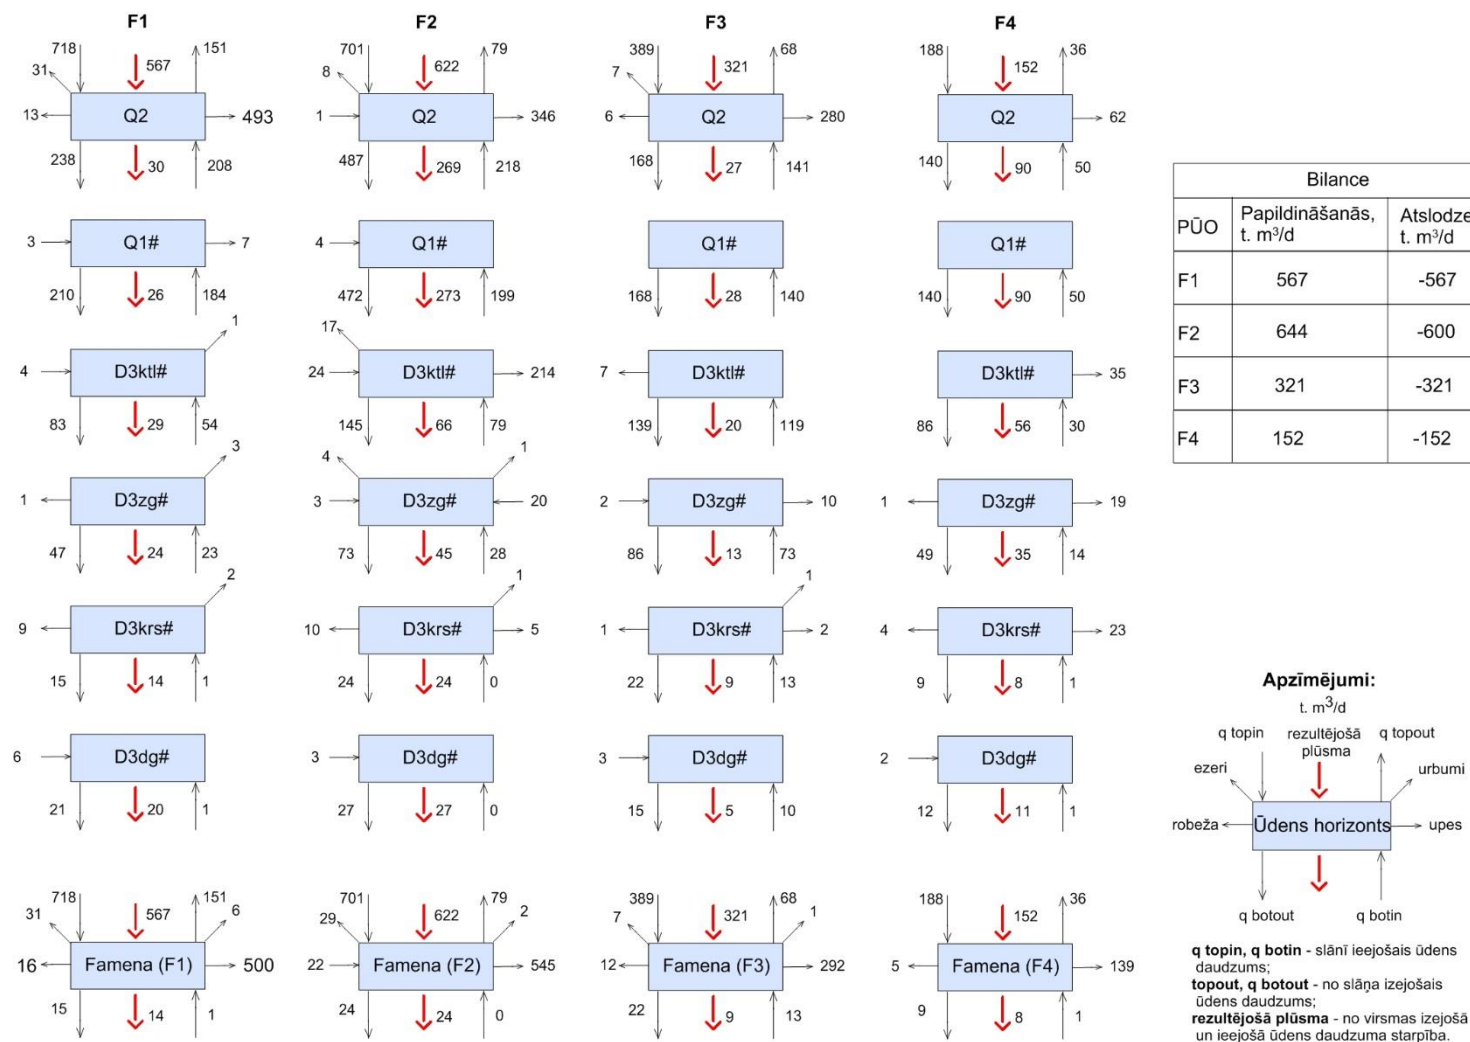 F1
F2
F3
F4
718
567
151
31
13
Q2
493
238
30
208
701
622
79
8
1
Q2
346
487
269
218
389
321
68
7
6
Q2
280
168
27
141
188
152
36
Q2
62
140
90
50
3
Q1#
7
210
26
184
4
Q1#
472
273
199
Q1#
168
28
140
Q1#
140
90
50
1
4
D3ktl#
83
29
54
17
24
D3ktl#
214
145
66
79
7
D3ktl#
139
20
119
D3ktl#
35
86
56
30
3
1
D3zg#
47
24
23
4
1
3
D3zg#
20
73
45
28
2
D3zg#
10
86
13
73
1
D3zg#
19
49
35
14
2
9
D3krs#
15
14
1
1
10
D3krs#
5
24
24
0
1
1
D3krs#
2
22
9
13
4
D3krs#
23
9
8
1
6
D3dg#
21
20
1
3
D3dg#
27
27
0
3
D3dg#
15
5
10
2
D3dg#
12
11
1
718
567
151
31
6
16
Famena (F1)
500
15
14
1
701
622
79
29
2
22
Famena (F2)
545
24
24
0
389
321
68
7
1
12
Famena (F3)
292
22
9
13
188
152
36
5
Famena (F4)
139
9
8
1
Bilance
PŪO Papildināšanās, t. m³/d Atslodze t. m³/d
F1 567 -567
F2 644 -600
F3 321 -321
F4 152 -152
Apzīmējumi:
t. m³/d
q topin
rezultējošā
plūsma
q topout
ezeri
urbumi
robeža
Ūdens horizonts
upes
q botout
q botin
q topin, q botin - slānī ieejošais ūdens
daudzums;
topout, q botout - no slāņa izejošais
ūdens daudzums;
rezultējošā plūsma - no virsmas izejošā
un ieejošā ūdens daudzuma starpība.